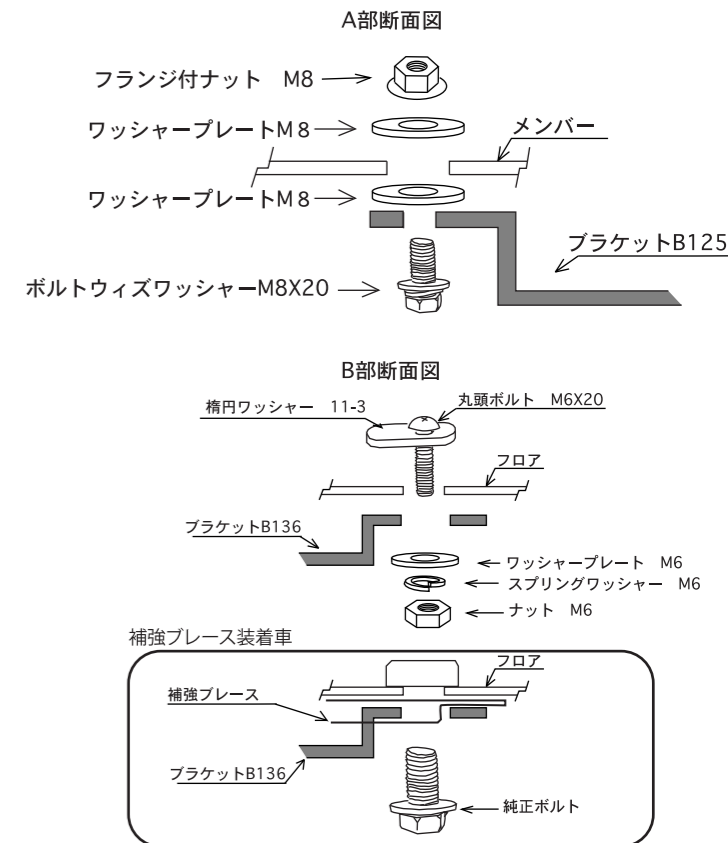 A部断面図
フランジ付ナット　M8
ワッシャープレートM８
メンバー
ワッシャープレートM８
ブラケットB125
ボルトウィズワッシャーM8X20
B部断面図
楕円ワッシャー　11-3
丸頭ボルト　M6X20
フロア
ブラケットB136
ワッシャープレート　M6
スプリングワッシャー　M6
ナット　M6
補強ブレース装着車
フロア
補強ブレース
ブラケットB136
純正ボルト